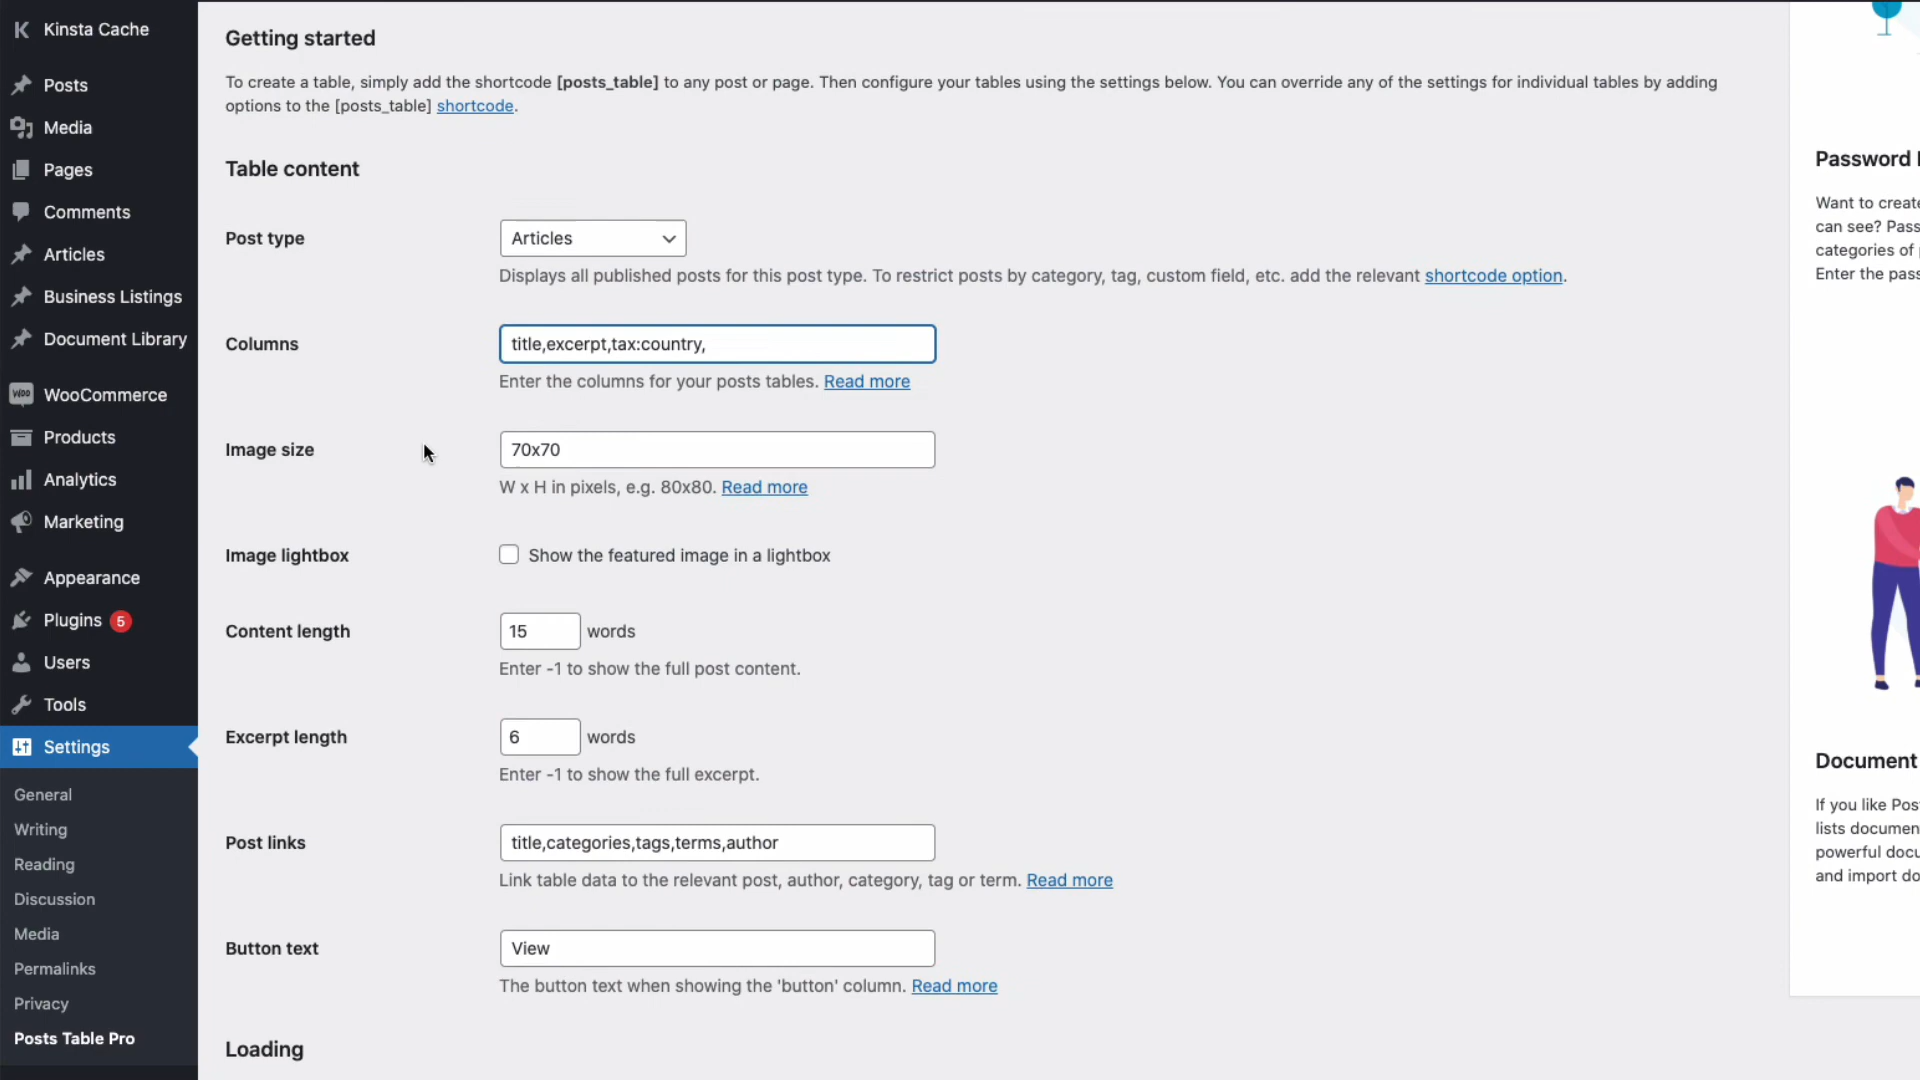 Kinsta Cache
Posts
Media
Pages
Comments
Articles
Business Listings
Document Library
WooCommerce
Products
Analytics
Marketing
Appearance
Plugins 5
Users
Tools
Settings
General
Writing
Reading
Discussion
Media
Permalinks
Privacy
Posts Table Pro
Getting started
To create a table, simply add the shortcode [posts_table] to any post or page. Then configure your tables using the settings below. You can override any of the settings for individual tables by adding
options to the [posts_table] shortcode.
Table content
Post type
Articles
Displays all published posts for this post type. To restrict posts by category, tag, custom field, etc. add the relevant shortcode option.
Columns
title,excerpt,tax:country,
Enter the columns for your posts tables. Read more
Image size
70x70
W x H in pixels, e.g. 80x80. Read more
Image lightbox
Show the featured image in a lightbox
Content length
15 words
Enter -1 to show the full post content.
Excerpt length
6 words
Enter -1 to show the full excerpt.
Post links
title,categories,tags,terms,author
Link table data to the relevant post, author, category, tag or term. Read more
Button text
View
The button text when showing the 'button' column. Read more
Loading
Password
Want to create
can see? Pass
categories of
Enter the pass
Document
If you like Pos
lists documen
powerful docu
and import do